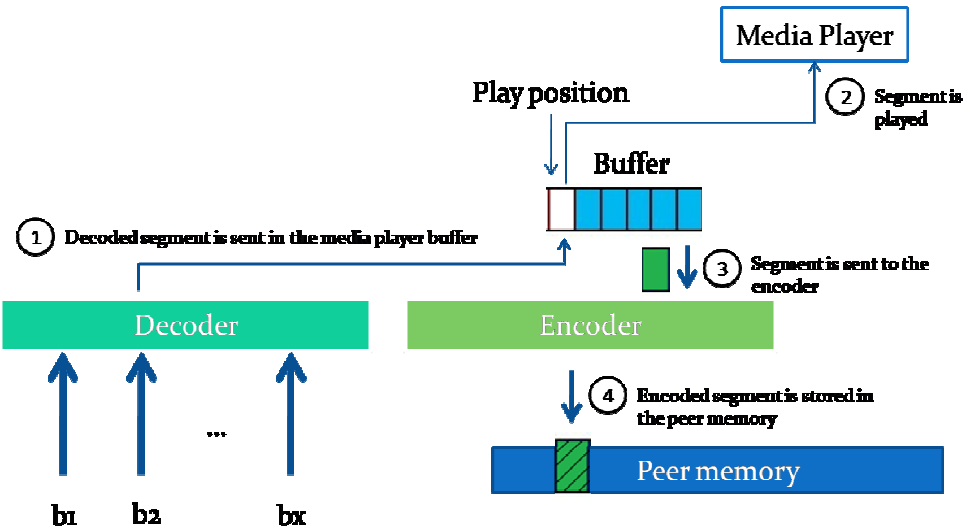 Media Player
Play position
2
Segment is
played
Buffer
1
Decoded segment is sent in the media player buffer
3
Segment is sent to the
encoder
Decoder
Encoder
4
Encoded segment is stored in
the peer memory
...
Peer memory
b1
b2
bx